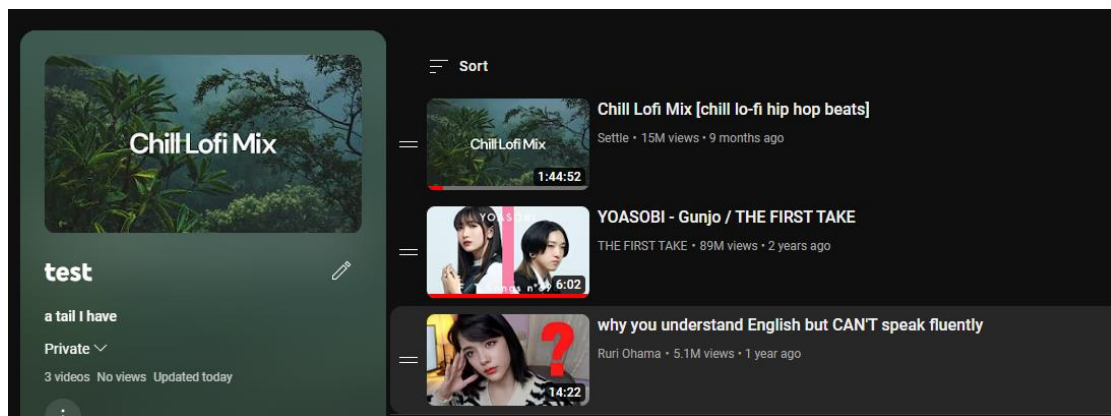 Chill Lofi Mix
test
a tail I have
Private
3 videos No views Updated today
Sort
Chill Lofi Mix
1:44:52
Chill Lofi Mix [chill lo-fi hip hop beats]
Settle • 15M views • 9 months ago
YOASOBI
6:02
YOASOBI - Gunjo / THE FIRST TAKE
THE FIRST TAKE • 89M views • 2 years ago
?
14:22
why you understand English but CAN'T speak fluently
Ruri Ohama • 5.1M views • 1 year ago